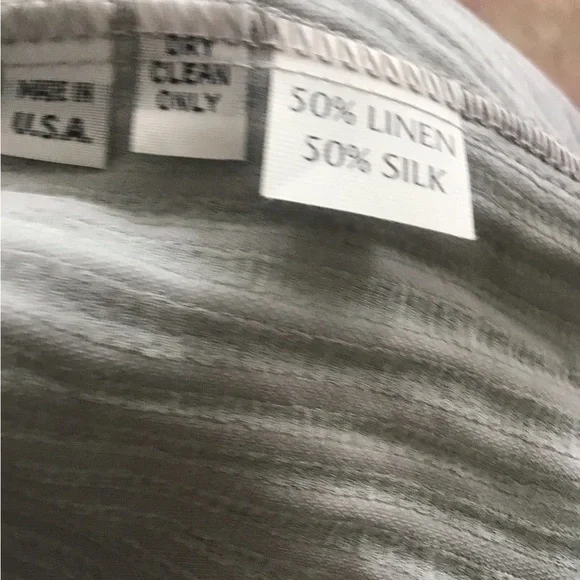 MADE IN
U.S.A.
DRY
CLEAN
ONLY
50% LINEN
50% SILK